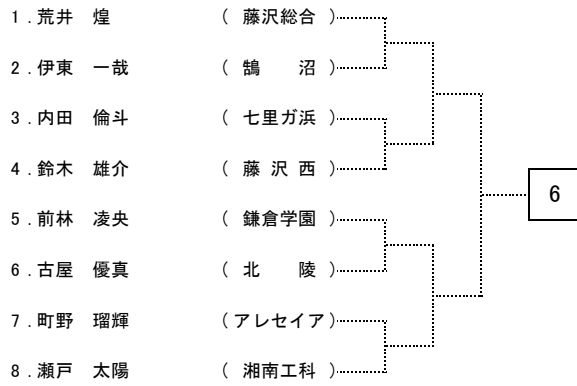 1．荒井　煌　（ 藤沢総合 ）
2．伊東　一哉　（ 鵠　沼 ）
3．内田　倫斗　（ 七里ガ浜 ）
4．鈴木　雄介　（ 藤 沢 西 ）
5．前林　凌央　（ 鎌倉学園 ）
6
6．古屋　優真　（ 北　陵 ）
7．町野　瑠輝　（ アレセイア ）
8．瀬戸　太陽　（ 湘南工科 ）